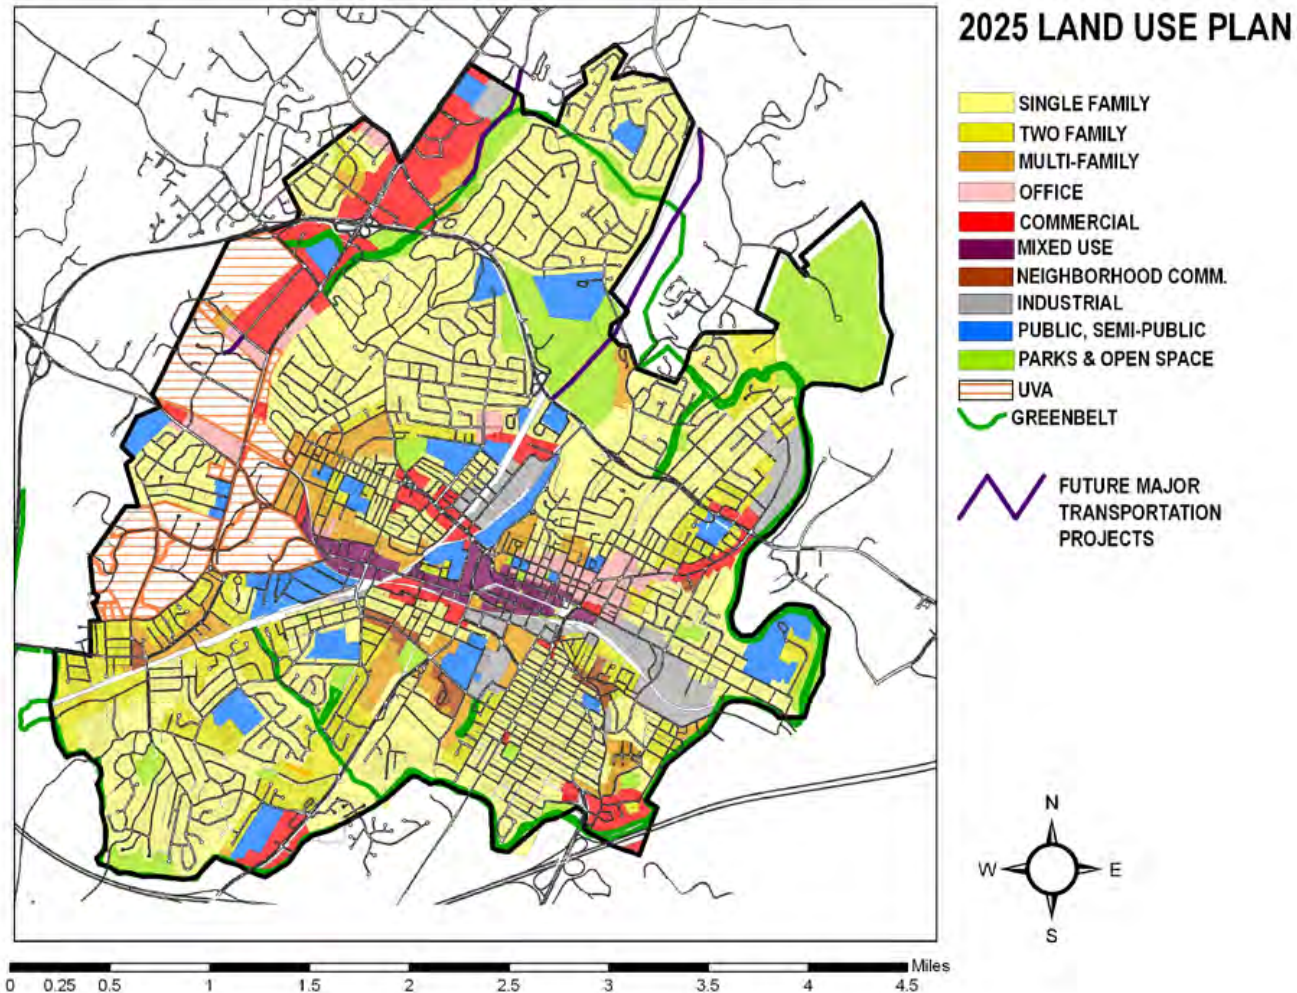 2025 LAND USE PLAN
SINGLE FAMILY
TWO FAMILY
MULTI-FAMILY
OFFICE
COMMERCIAL
MIXED USE
NEIGHBORHOOD COMM.
INDUSTRIAL
PUBLIC, SEMI-PUBLIC
PARKS & OPEN SPACE
UVA
GREENBELT
FUTURE MAJOR
TRANSPORTATION
PROJECTS
N
W E
S
Miles
0 0.25 0.5 1 1.5 2 2.5 3 3.5 4 4.5